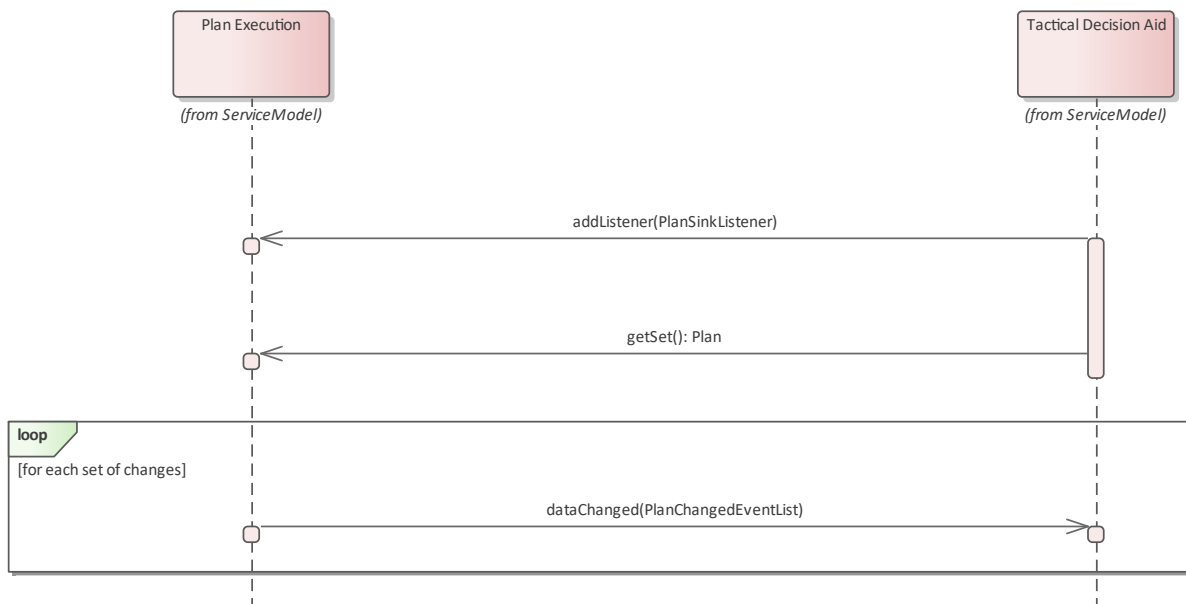 Plan Execution
Tactical Decision Aid
(from ServiceModel)
(from ServiceModel)
addListener(PlanSinkListener)
getSet(): Plan
loop
[for each set of changes]
dataChanged(PlanChangedEventList)